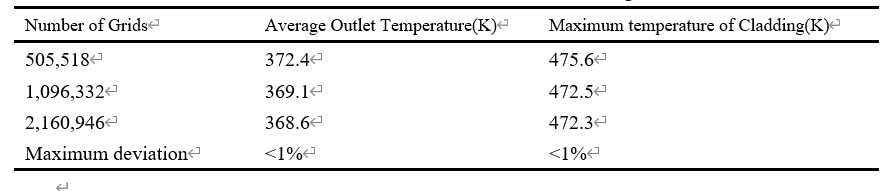 Number of Grids Average Outlet Temperature(K) Maximum temperature of Cladding(K)
505,518 372.4 475.6
1,096,332 369.1 472.5
2,160,946 368.6 472.3
Maximum deviation <1% <1%